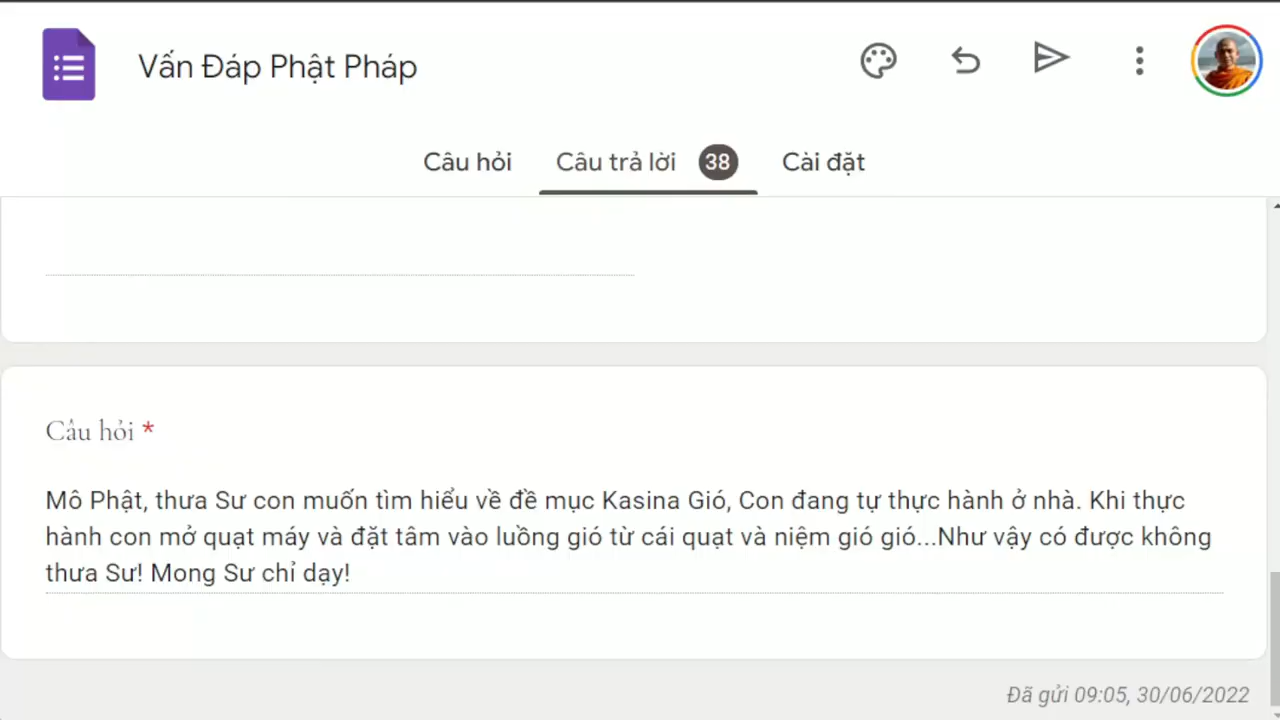 Vấn Đáp Phật Pháp
Câu hỏi
Câu trả lời 38
Cài đặt
Câu hỏi *
Mô Phật, thưa Sư con muốn tìm hiểu về đề mục Kasina Gió, Con đang tự thực hành ở nhà. Khi thực
hành con mở quạt máy và đặt tâm vào luồng gió từ cái quạt và niệm gió gió...Như vậy có được không
thưa Sư! Mong Sư chỉ dạy!
Đã gửi 09:05, 30/06/2022